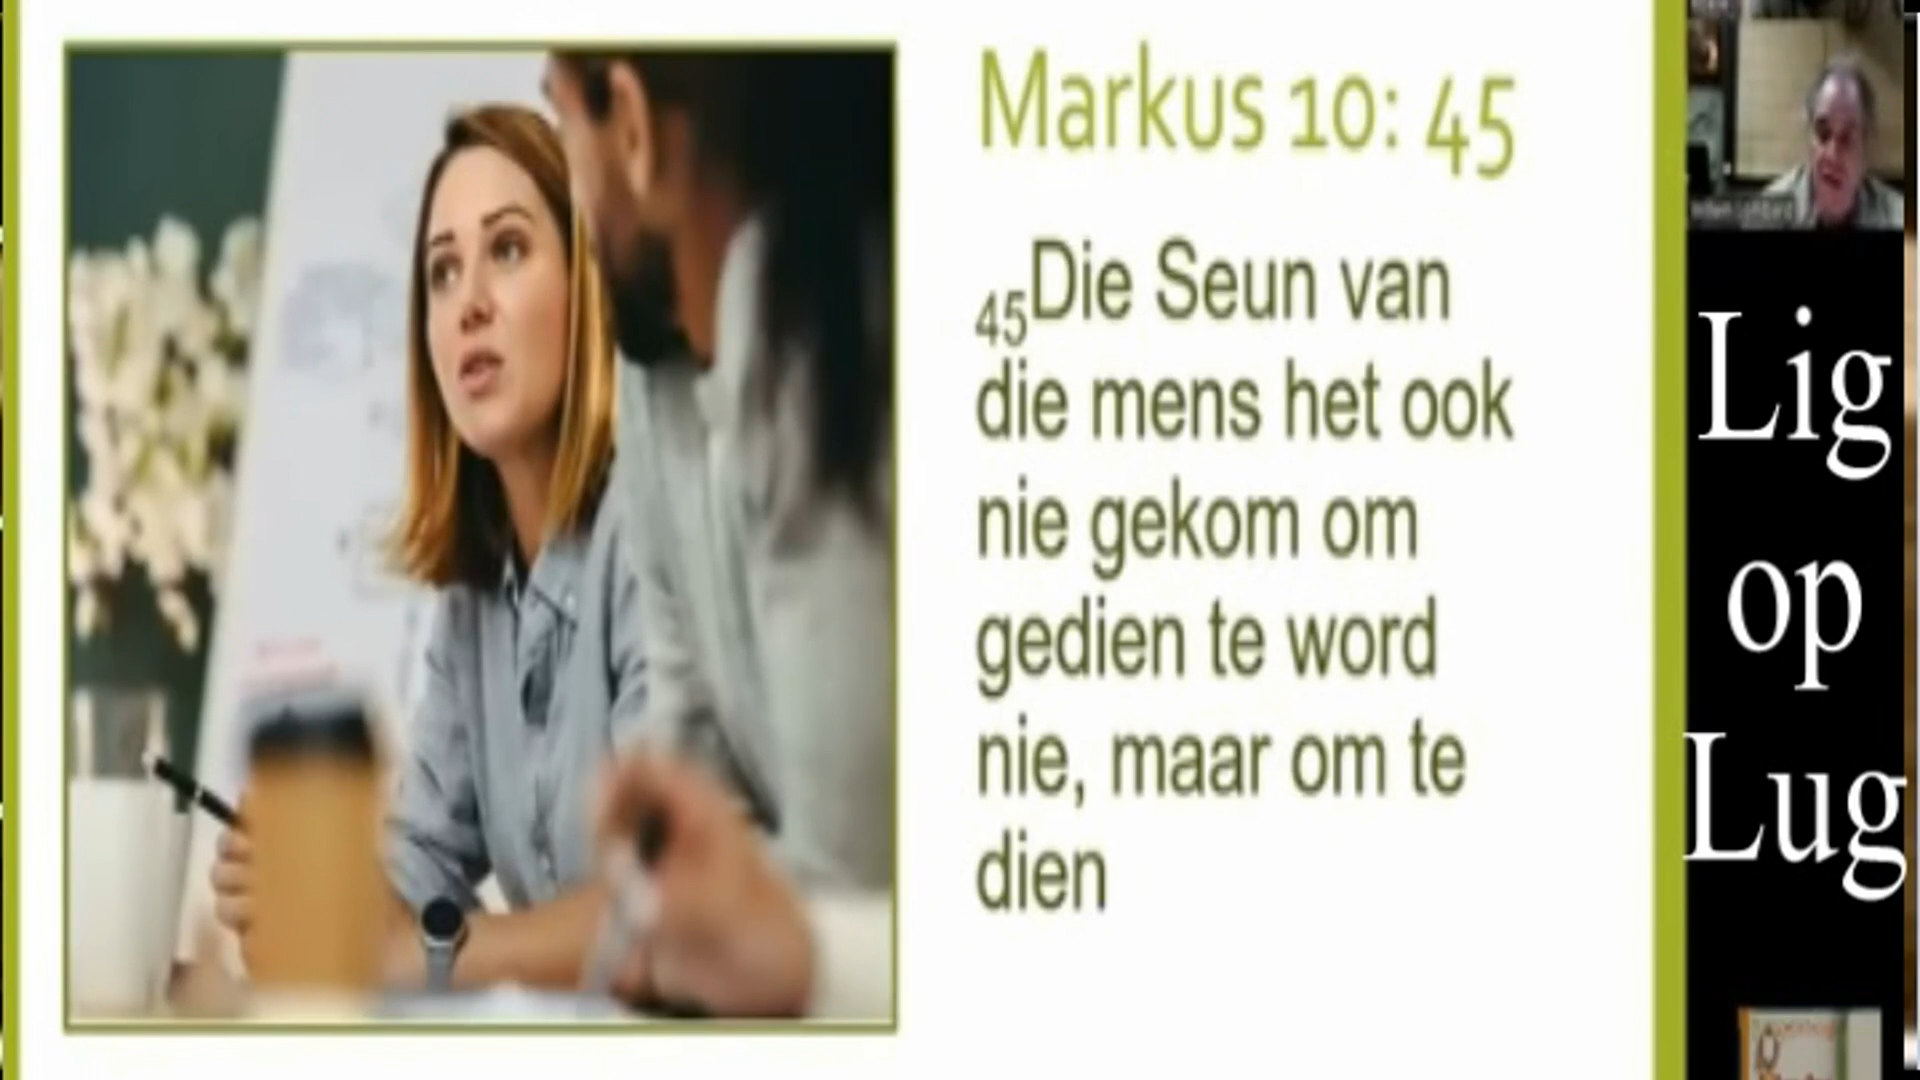 Markus 10: 45
45Die Seun van
die mens het ook
nie gekom om
gedien te word
nie, maar om te
dien
Lig
op
Lug